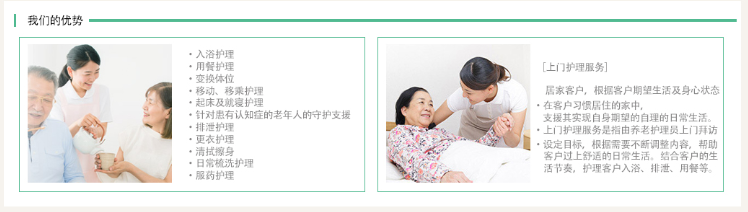 我们的优势
・入浴护理
・用餐护理
・变换体位
・移动、移乘护理
・起床及就寝护理
・针对患有认知症的老年人的守护支援
・排泄护理
・更衣护理
・清拭擦身
・日常梳洗护理
・服药护理
［上门护理服务］
居家客户，根据客户期望生活及身心状态
・在客户习惯居住的家中，
支援其实现自身期望的自理的日常生活。
・上门护理服务是指由养老护理员上门拜访
・设定目标，根据需要不断调整内容，帮助
客户过上舒适的日常生活。结合客户的生
活节奏，护理客户入浴、排泄、用餐等。